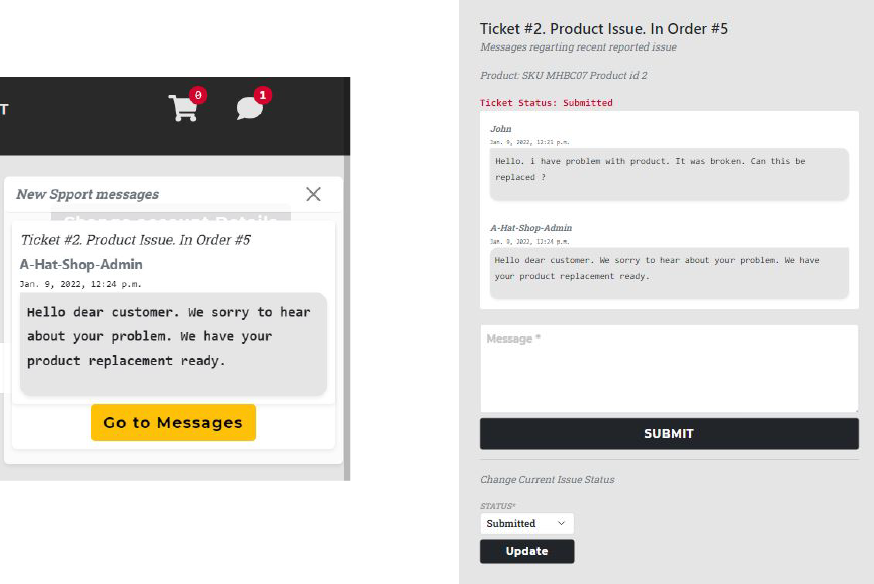 T
0
1
New Spport messages
Change account Details
Ticket #2. Product Issue. In Order #5
A-Hat-Shop-Admin
Jan. 9, 2022, 12:24 p.m.
Hello dear customer. We sorry to hear
about your problem. We have your
product replacement ready.
Go to Messages
Ticket #2. Product Issue. In Order #5
Messages regarting recent reported issue
Product: SKU MHBC07 Product id 2
Ticket Status: Submitted
John
Jan. 9, 2022, 12:21 p.m.
Hello. i have problem with product. It was broken. Can this be
replaced ?
A-Hat-Shop-Admin
Jan. 9, 2022, 12:24 p.m.
Hello dear customer. We sorry to hear about your problem. We have
your product replacement ready.
Message *
SUBMIT
Change Current Issue Status
STATUS*
Submitted
Update